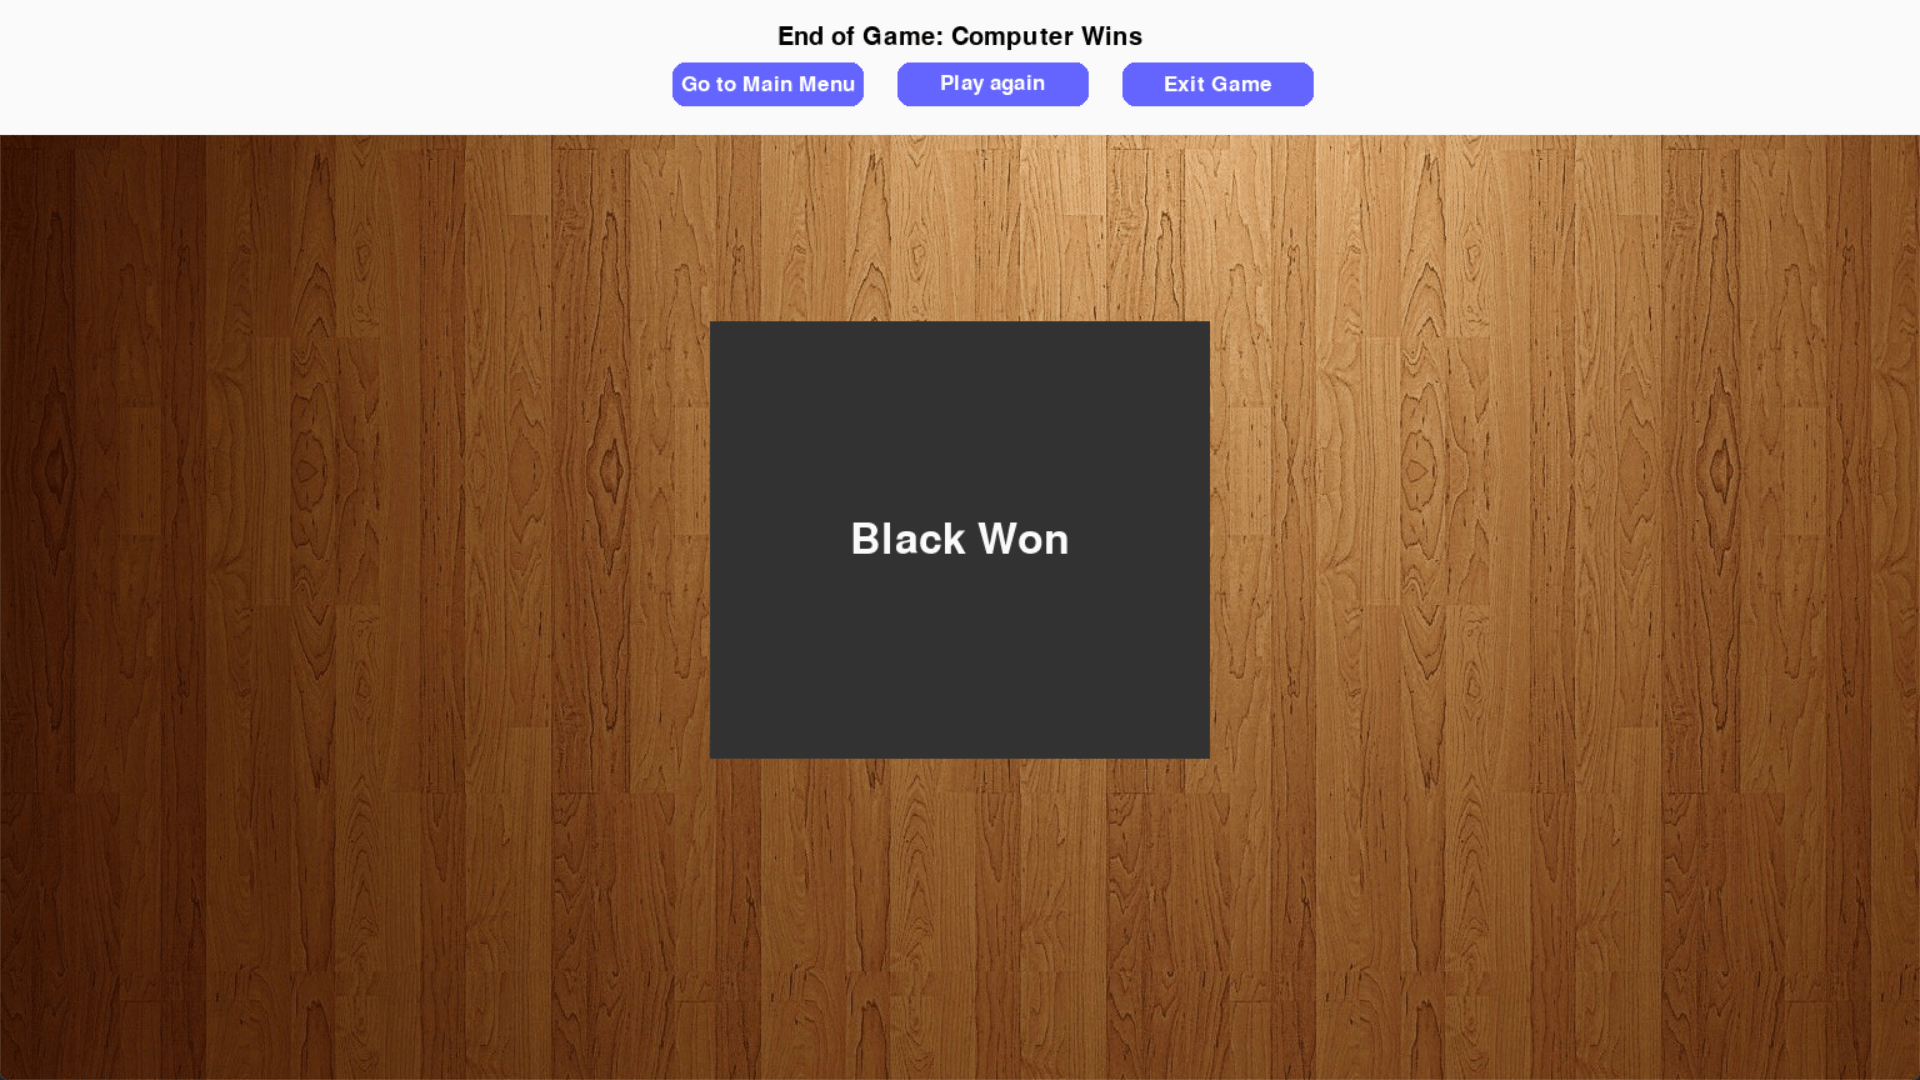 End of Game: Computer Wins
Go to Main Menu
Play again
Exit Game
Black Won